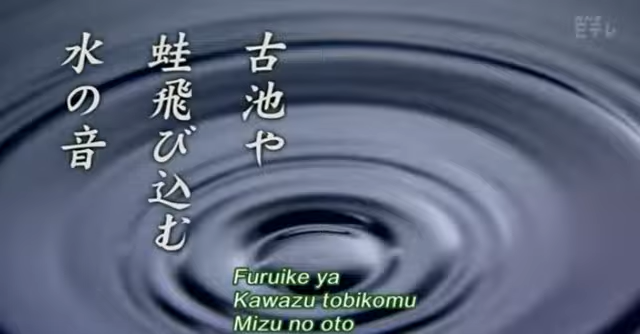 古池や
蛙飛び込む
水の音
Furuike ya
Kawazu tobikomu
Mizu no oto
Eテレ